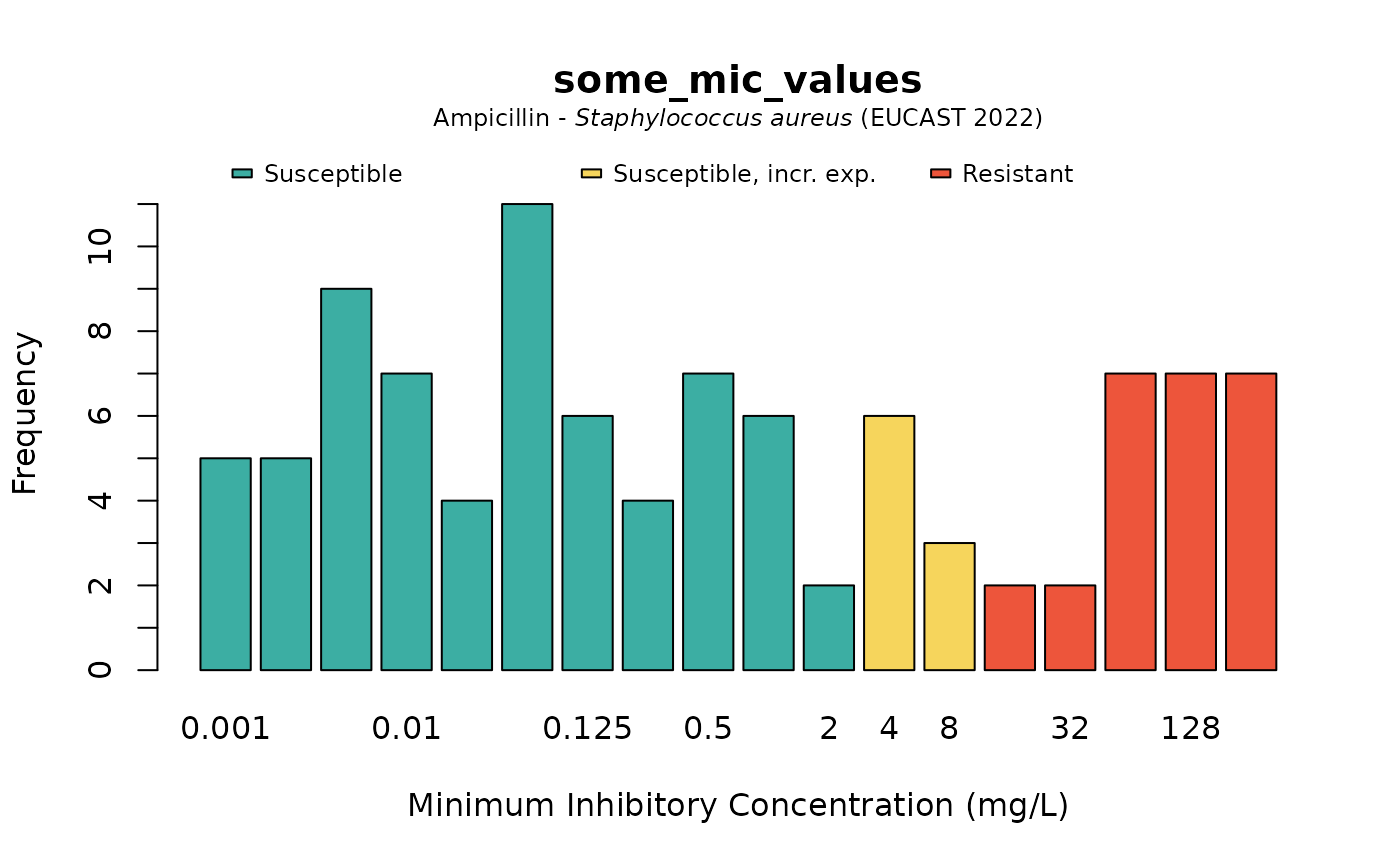 some_mic_values
Ampicillin - Staphylococcus aureus (EUCAST 2022)
Susceptible
Susceptible, incr. exp.
Resistant
Frequency
10
8
6
4
2
0
0.001 0.01 0.125 0.5 2 4 8 32 128
Minimum Inhibitory Concentration (mg/L)